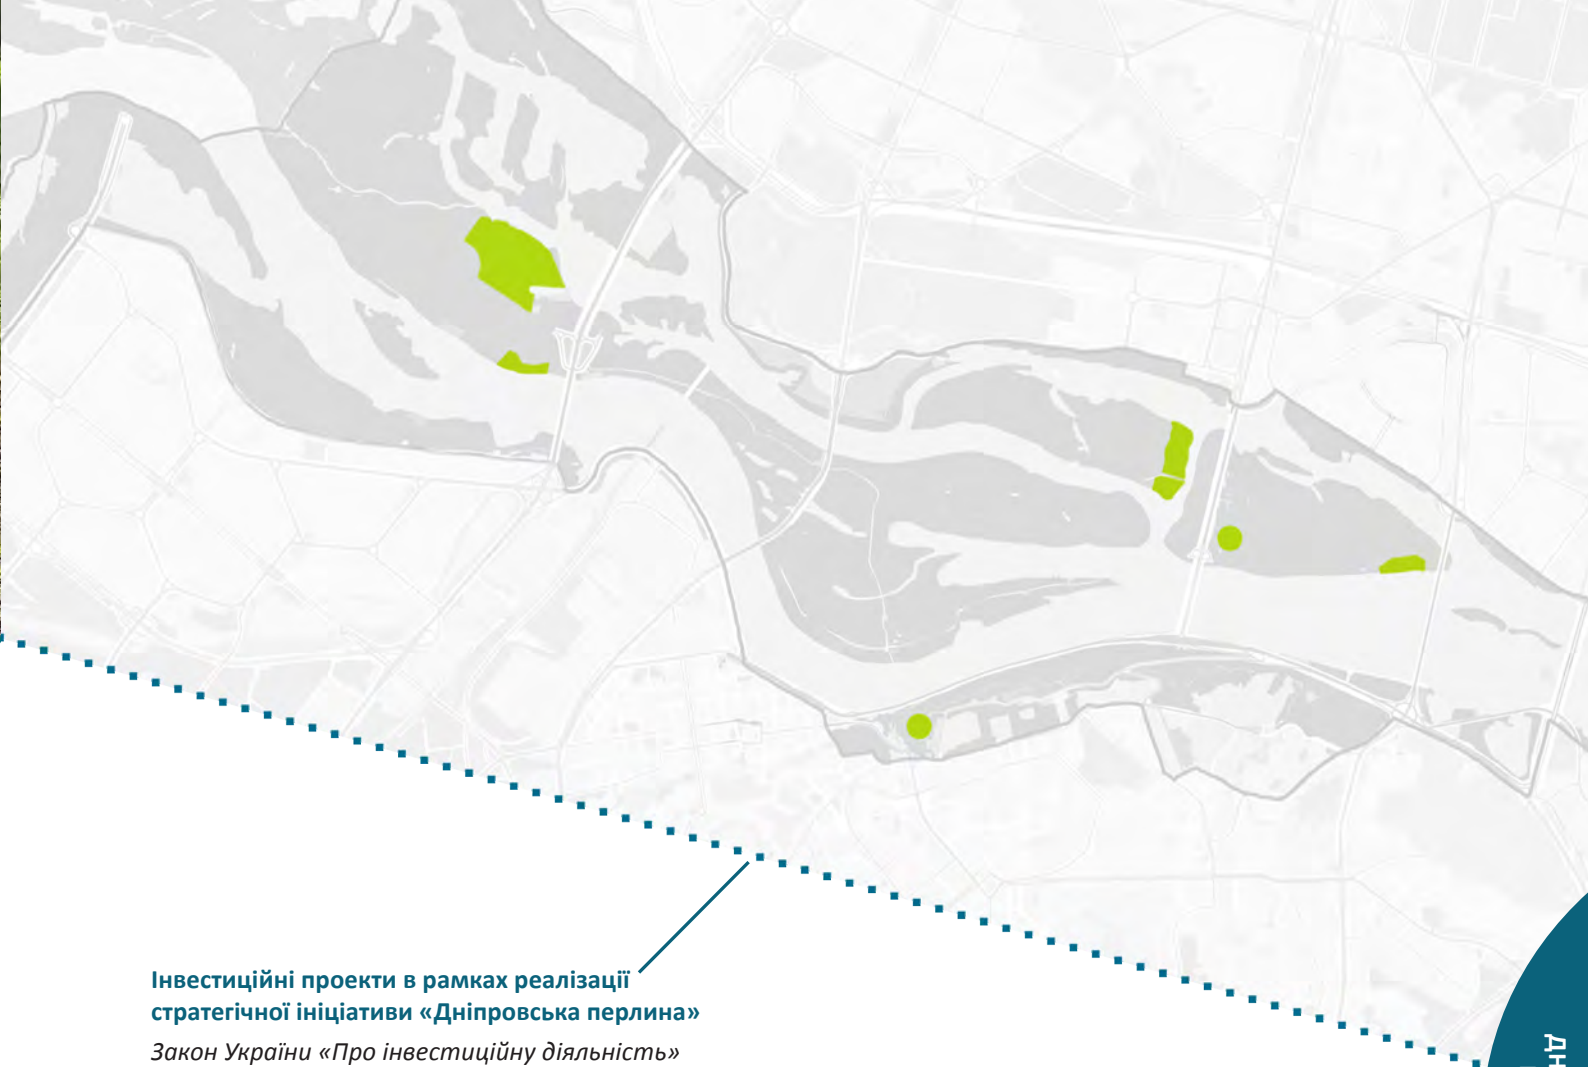 Інвестиційні проекти в рамках реалізації
стратегічної ініціативи «Дніпровська перлина»
Закон України «Про інвестиційну діяльність»